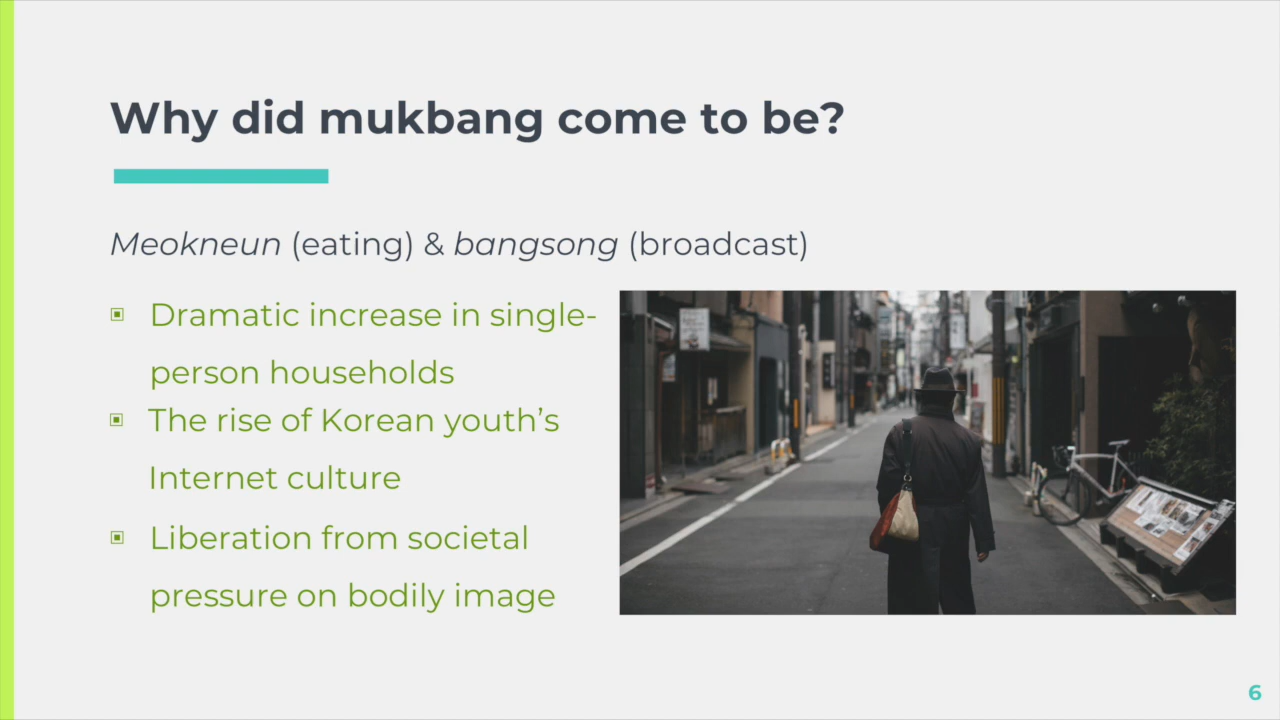 Why did mukbang come to be?
Meokneun (eating) & bangsong (broadcast)
Dramatic increase in single-
person households
The rise of Korean youth’s
Internet culture
Liberation from societal
pressure on bodily image
6